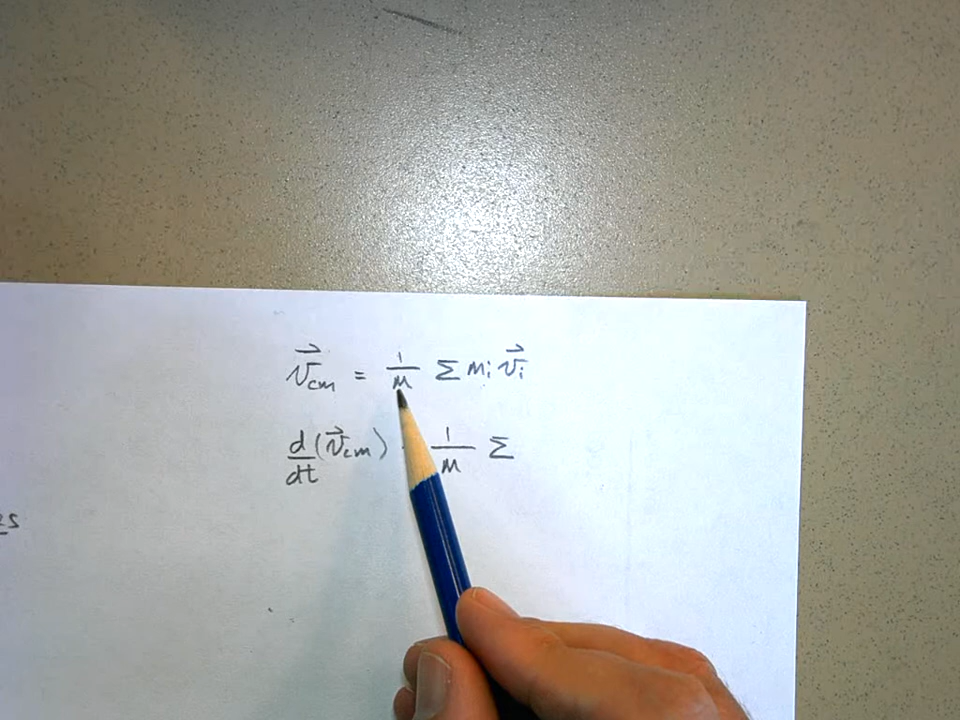 v⃗cm = 1/M Σ mi v⃗i
d/dt (v⃗cm) = 1/M Σ